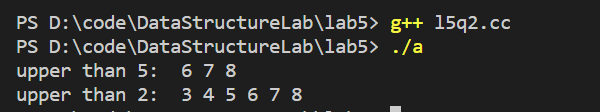 PS D:\code\DataStructureLab\lab5> g++ l5q2.cc
PS D:\code\DataStructureLab\lab5> ./a
upper than 5:  6 7 8
upper than 2:  3 4 5 6 7 8